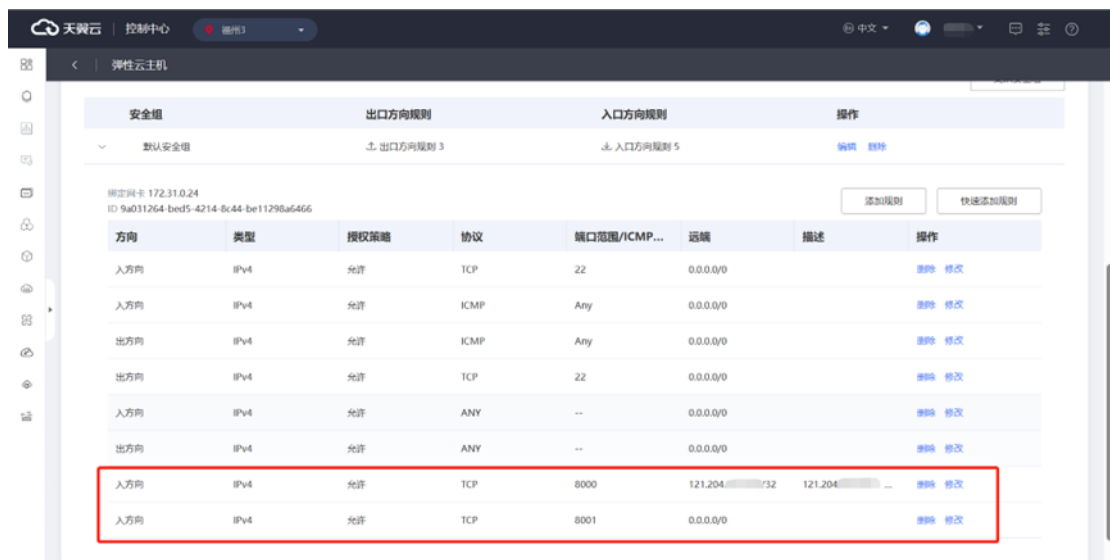 天翼云 控制中心 福州3 中文
弹性云主机
安全组 出口方向规则 入口方向规则 操作
默认安全组 出口方向规则 3 入口方向规则 5 编辑 删除
绑定网卡 172.31.0.24
ID 9a031264-bed5-4214-8c44-be11298a6466
添加规则 快速添加规则
方向 类型 授权策略 协议 端口范围/ICMP... 远端 描述 操作
入方向 IPv4 允许 TCP 22 0.0.0.0/0 删除 修改
入方向 IPv4 允许 ICMP Any 0.0.0.0/0 删除 修改
出方向 IPv4 允许 ICMP Any 0.0.0.0/0 删除 修改
出方向 IPv4 允许 TCP 22 0.0.0.0/0 删除 修改
入方向 IPv4 允许 ANY -- 0.0.0.0/0 删除 修改
出方向 IPv4 允许 ANY -- 0.0.0.0/0 删除 修改
入方向 IPv4 允许 TCP 8000 121.204. /32 121.204 ... 删除 修改
入方向 IPv4 允许 TCP 8001 0.0.0.0/0 删除 修改